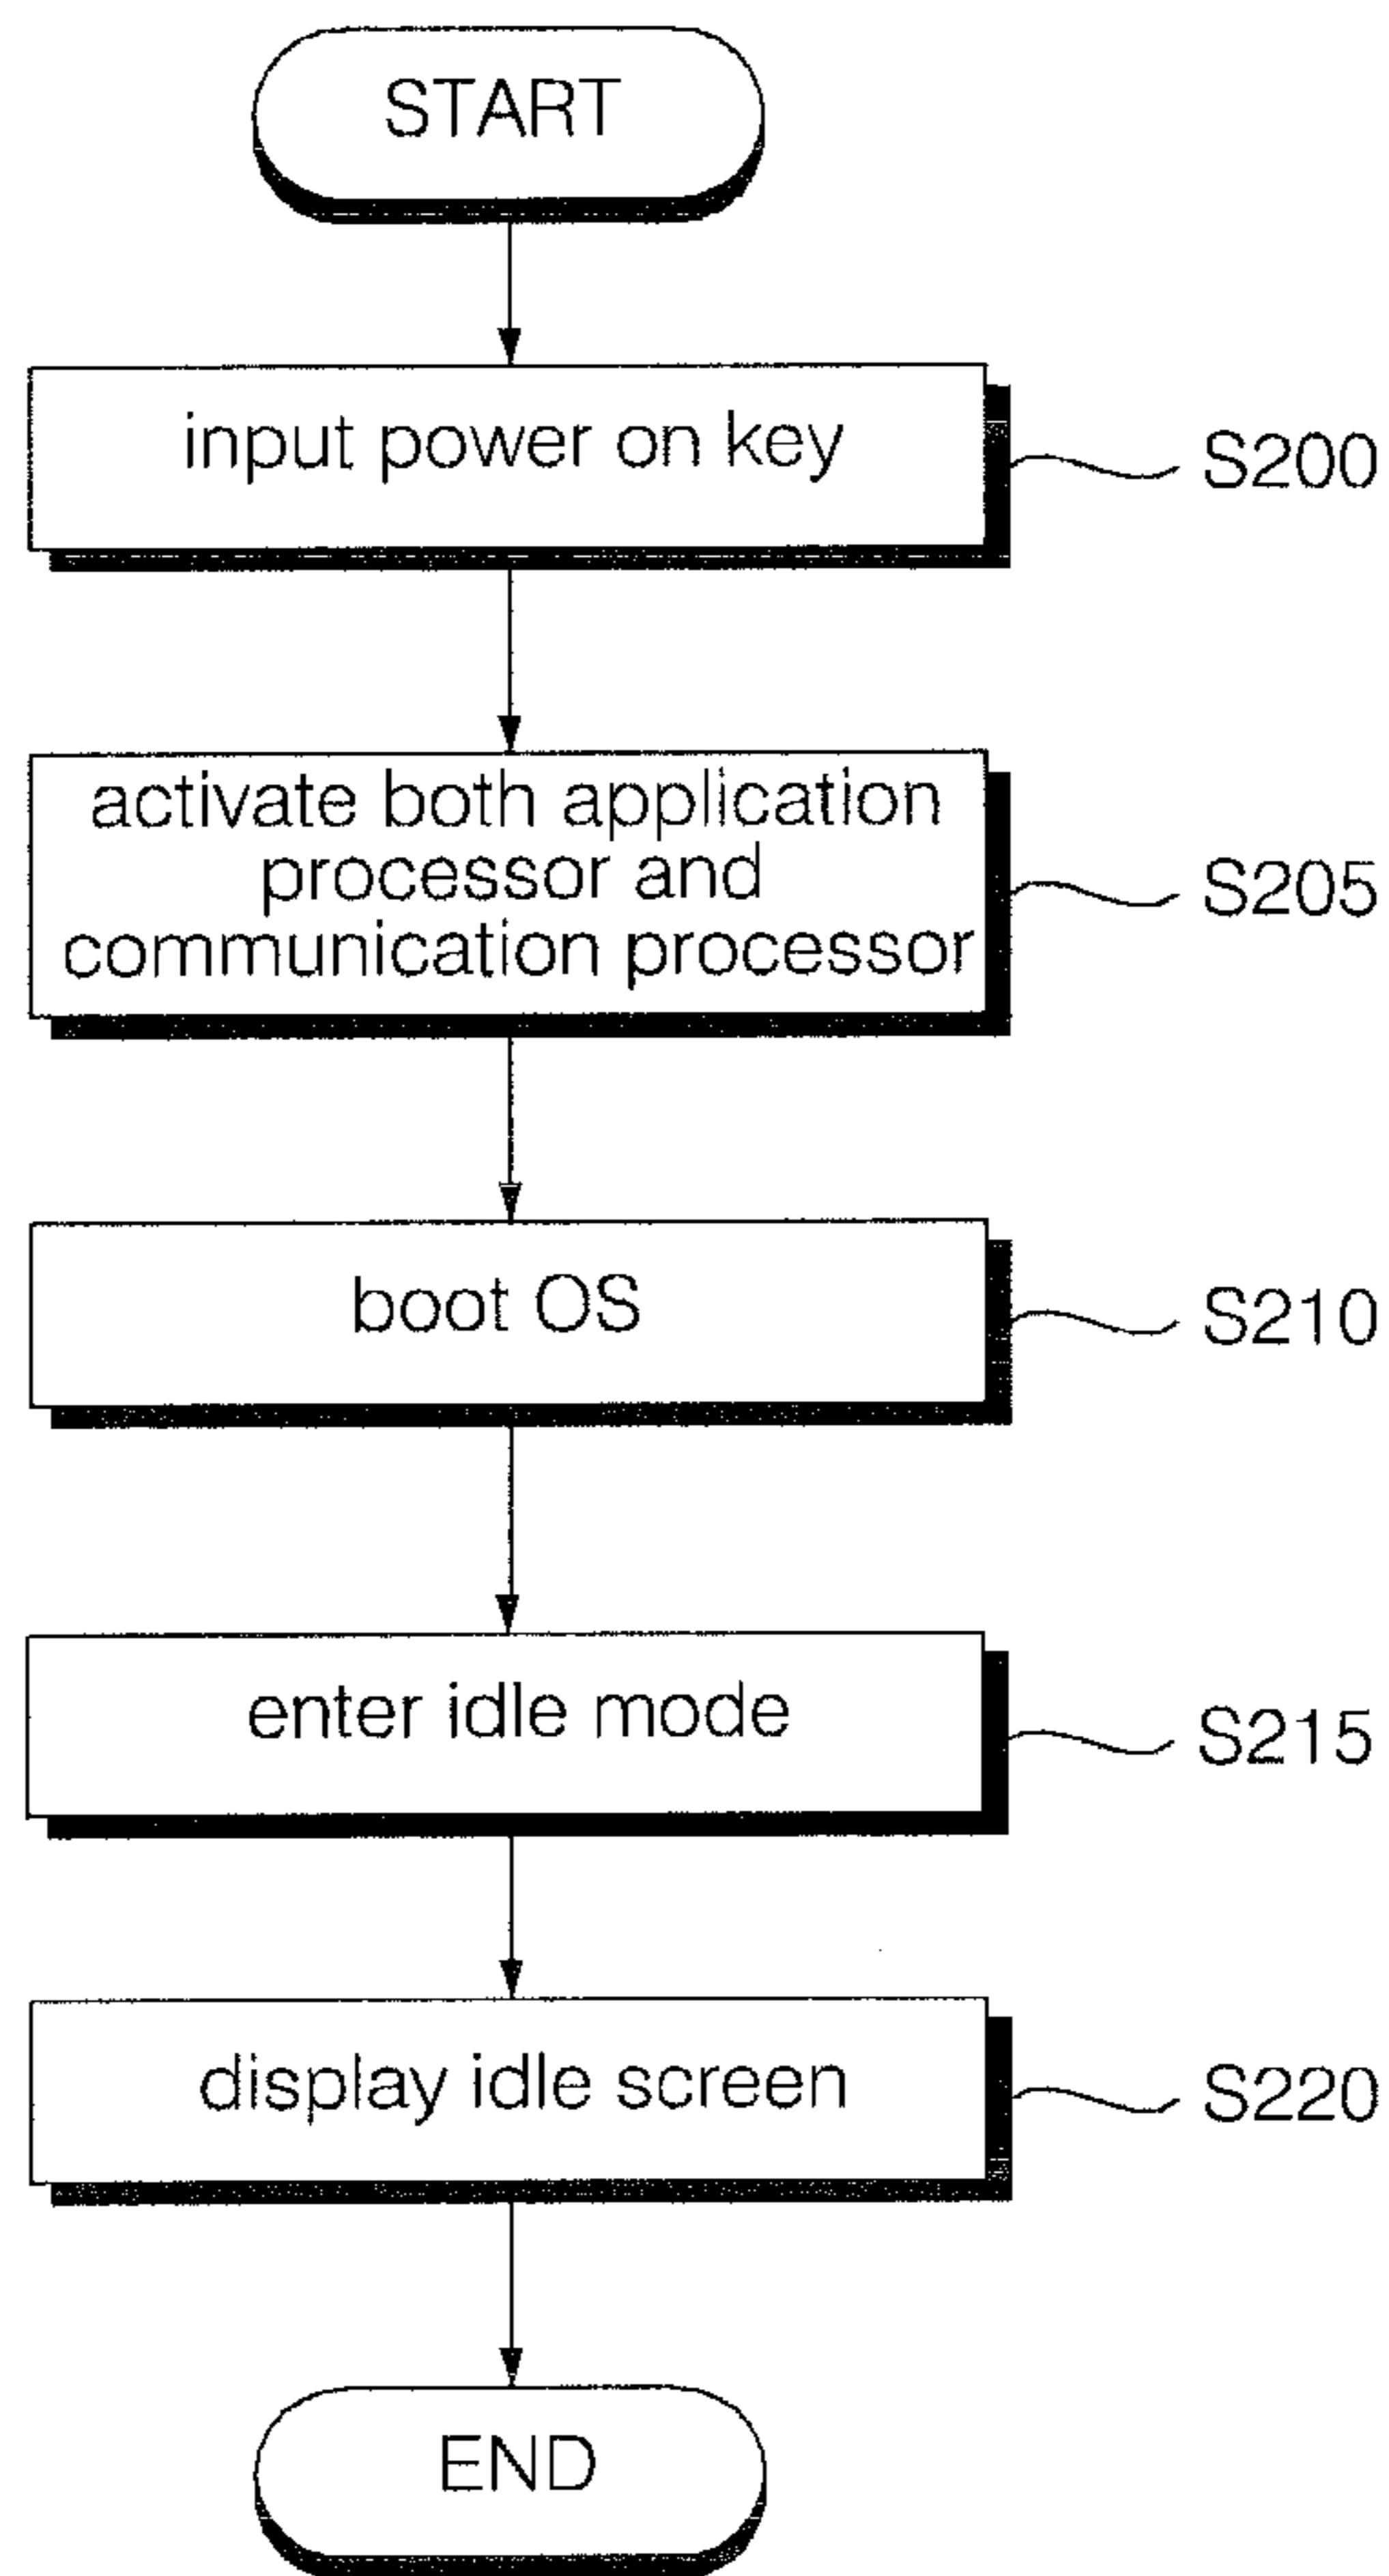 START
input power on key
S200
activate both application
processor and
communication processor
S205
boot OS
S210
enter idle mode
S215
display idle screen
S220
END